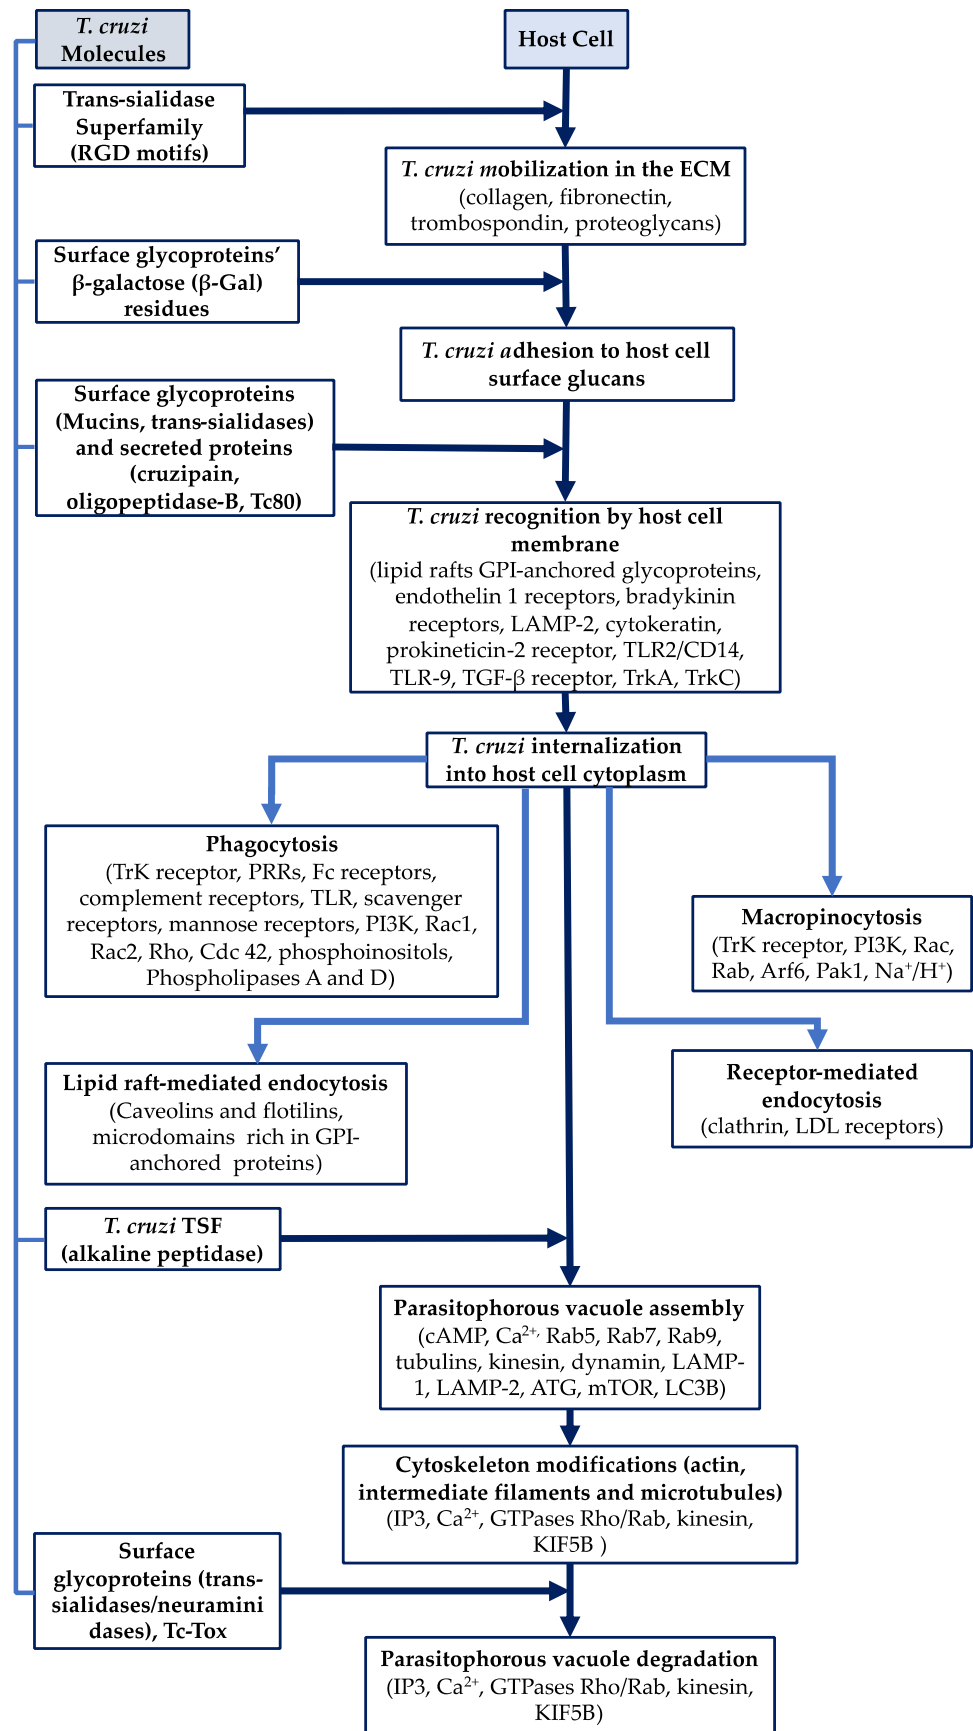 T. cruzi
Molecules
Host Cell
Trans-sialidase
Superfamily
(RGD motifs)
T. cruzi mobilization in the ECM
(collagen, fibronectin,
trombospondin, proteoglycans)
Surface glycoproteins’
β-galactose (β-Gal)
residues
T. cruzi adhesion to host cell
surface glucans
Surface glycoproteins
(Mucins, trans-sialidases)
and secreted proteins
(cruzipain,
oligopeptidase-B, Tc80)
T. cruzi recognition by host cell
membrane
(lipid rafts GPI-anchored glycoproteins,
endothelin 1 receptors, bradykinin
receptors, LAMP-2, cytokeratin,
prokineticin-2 receptor, TLR2/CD14,
TLR-9, TGF-β receptor, TrkA, TrkC)
T. cruzi internalization
into host cell cytoplasm
Phagocytosis
(TrK receptor, PRRs, Fc receptors,
complement receptors, TLR, scavenger
receptors, mannose receptors, PI3K, Rac1,
Rac2, Rho, Cdc 42, phosphoinositols,
Phospholipases A and D)
Macropinocytosis
(TrK receptor, PI3K, Rac,
Rab, Arf6, Pak1, Na⁺/H⁺)
Lipid raft-mediated endocytosis
(Caveolins and flotilins,
microdomains rich in GPI-
anchored proteins)
Receptor-mediated
endocytosis
(clathrin, LDL receptors)
T. cruzi TSF
(alkaline peptidase)
Parasitophorous vacuole assembly
(cAMP, Ca²⁺, Rab5, Rab7, Rab9,
tubulins, kinesin, dynamin, LAMP-
1, LAMP-2, ATG, mTOR, LC3B)
Cytoskeleton modifications (actin,
intermediate filaments and microtubules)
(IP3, Ca²⁺, GTPases Rho/Rab, kinesin,
KIF5B )
Surface
glycoproteins (trans-
sialidases/neuramini
dases), Tc-Tox
Parasitophorous vacuole degradation
(IP3, Ca²⁺, GTPases Rho/Rab, kinesin,
KIF5B)